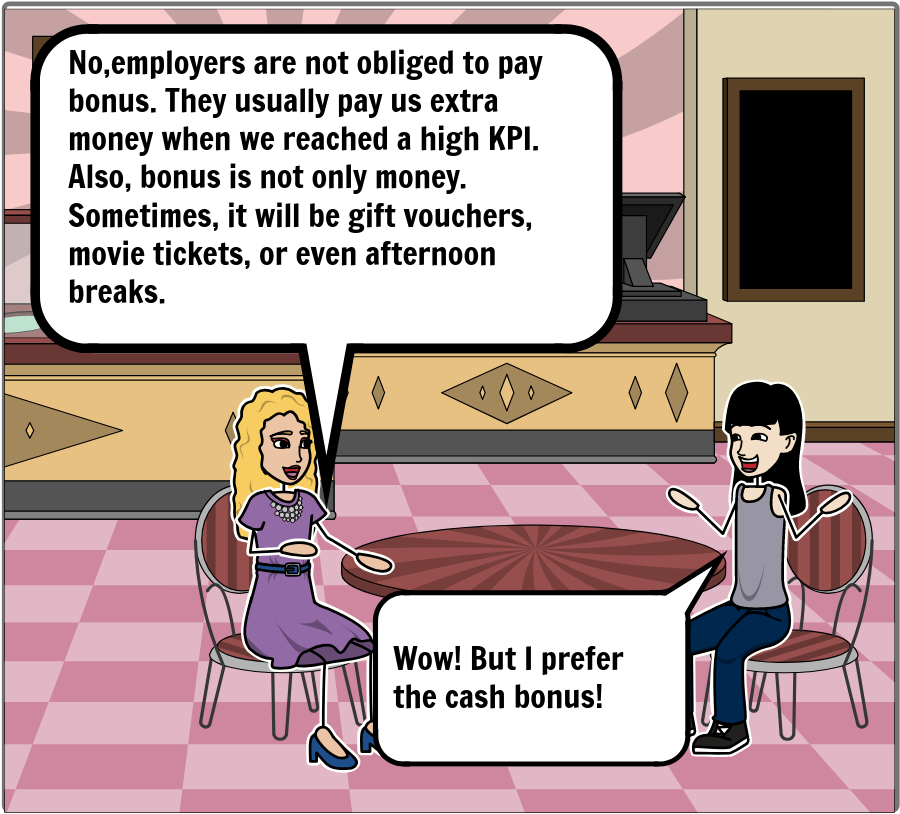 No,employers are not obliged to pay
bonus. They usually pay us extra
money when we reached a high KPI.
Also, bonus is not only money.
Sometimes, it will be gift vouchers,
movie tickets, or even afternoon
breaks.
Wow! But I prefer
the cash bonus!